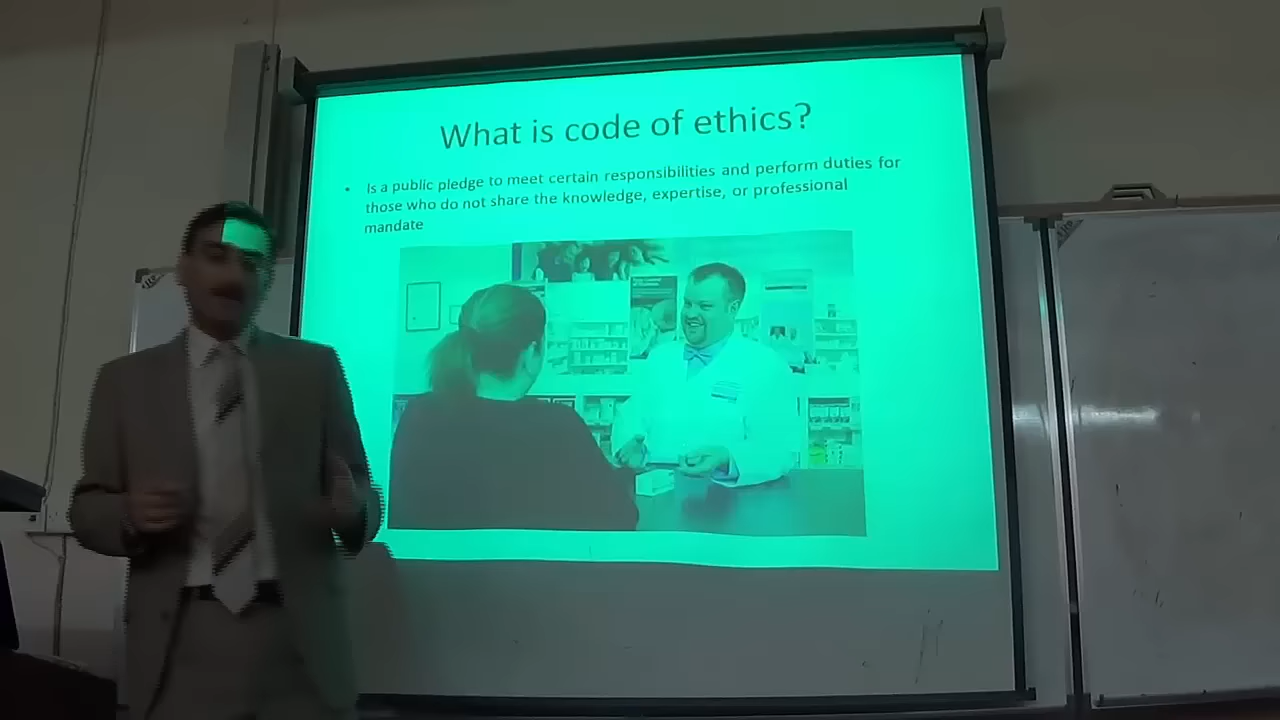 What is code of ethics?
• Is a public pledge to meet certain responsibilities and perform duties for
those who do not share the knowledge, expertise, or professional
mandate